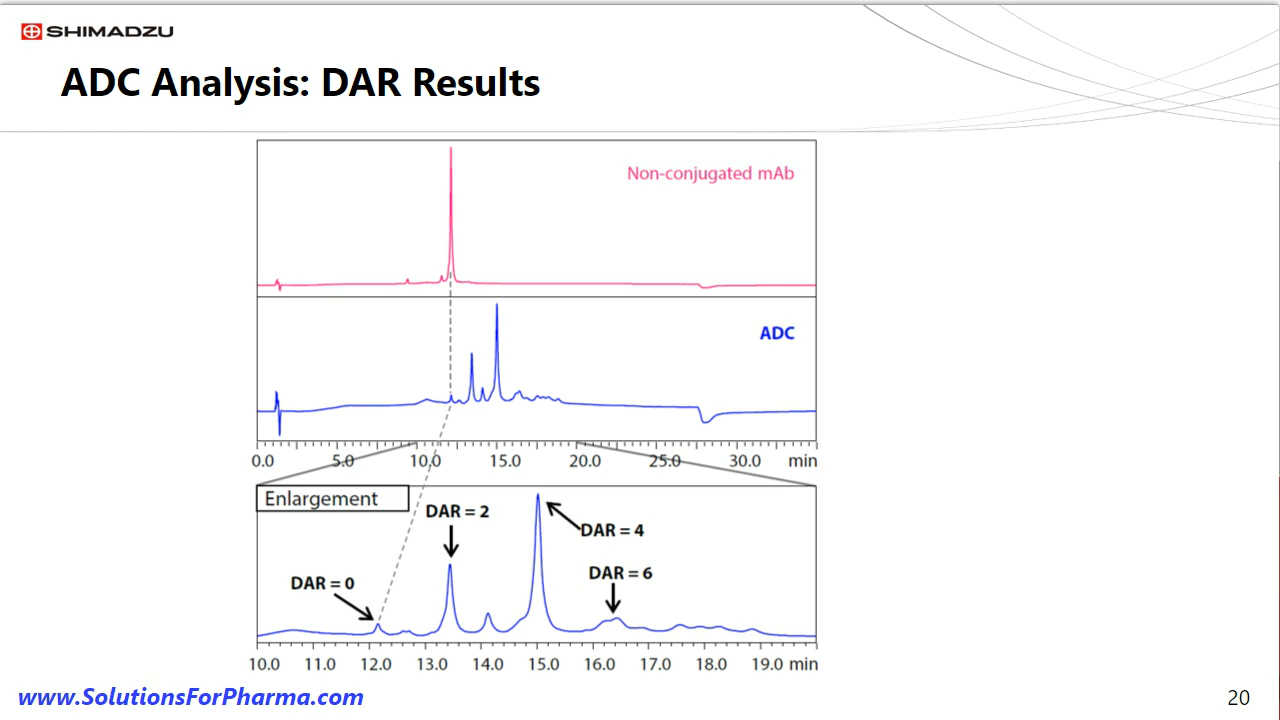 SHIMADZU
ADC Analysis: DAR Results
Non-conjugated mAb
ADC
0.0 5.0 10.0 15.0 20.0 25.0 30.0 min
Enlargement
DAR = 2
DAR = 4
DAR = 6
DAR = 0
10.0 11.0 12.0 13.0 14.0 15.0 16.0 17.0 18.0 19.0 min
www.SolutionsForPharma.com
20